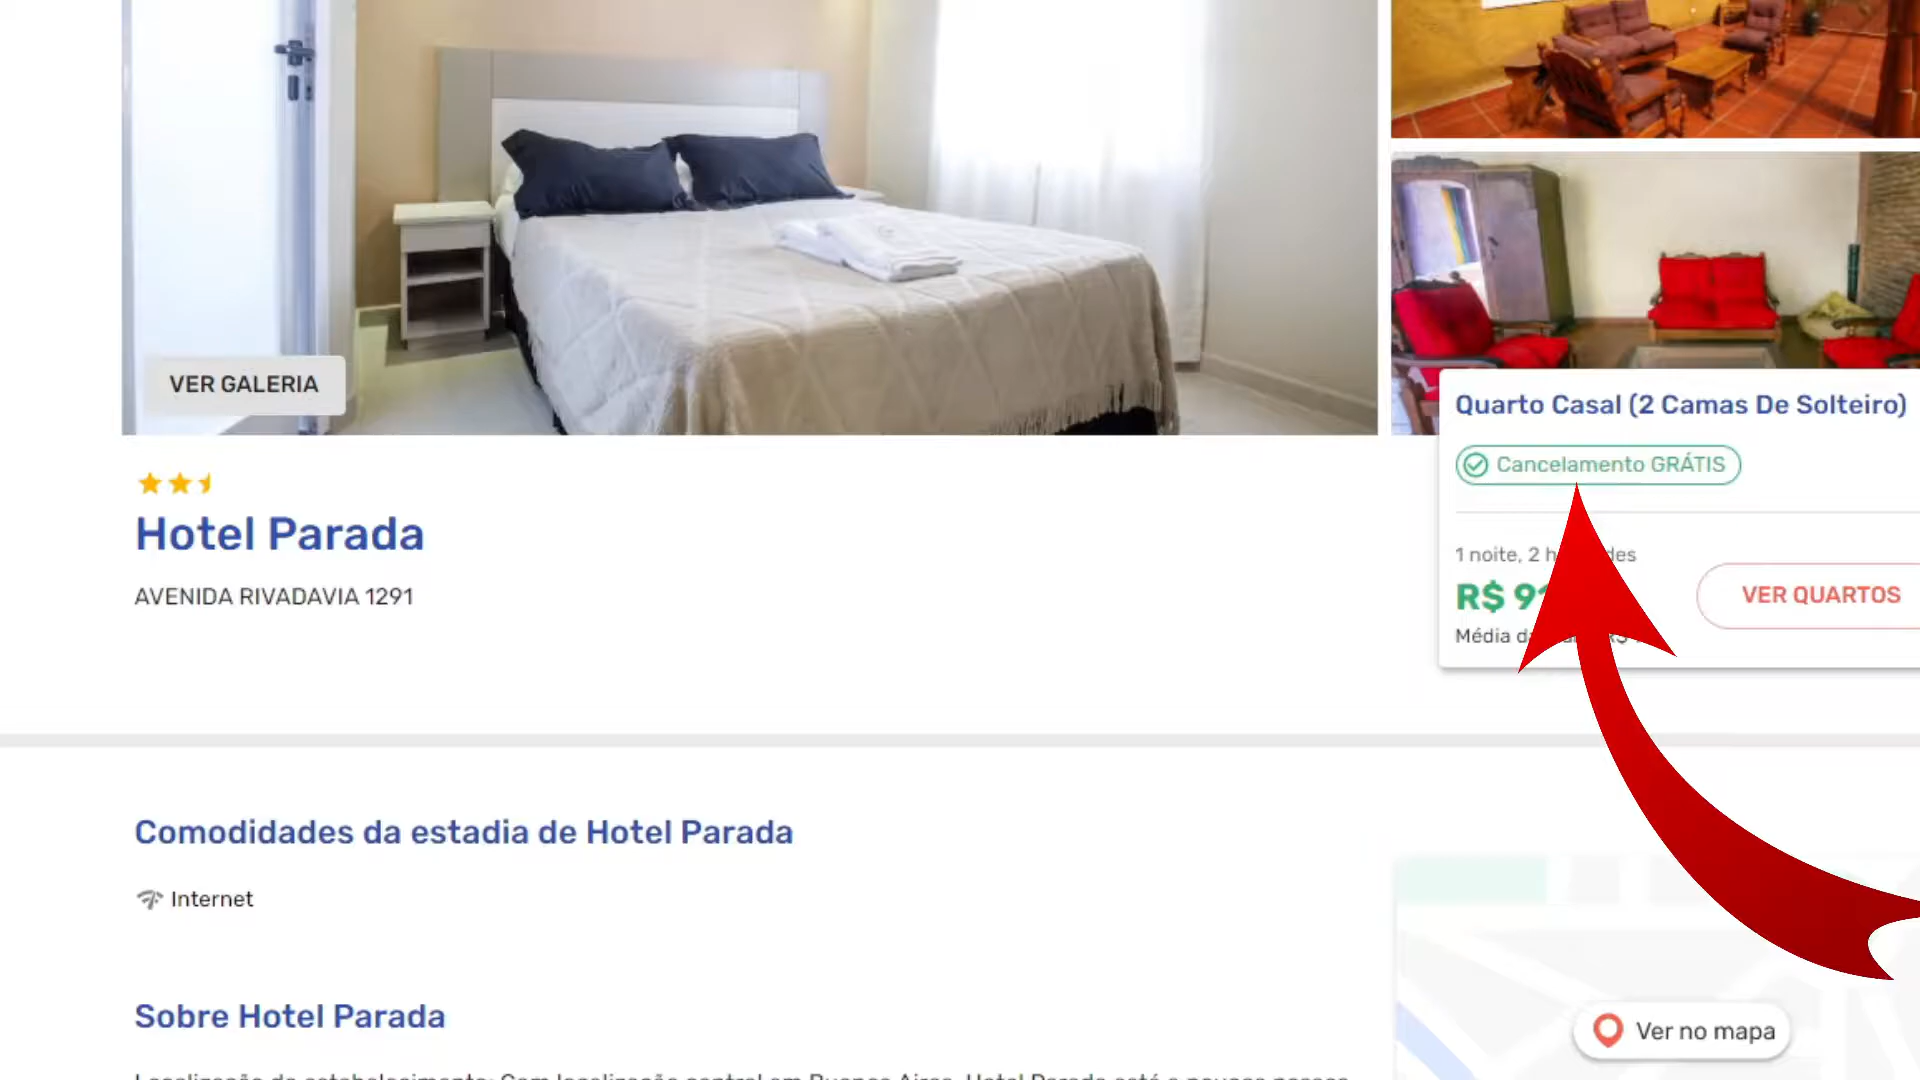 VER GALERIA
Quarto Casal (2 Camas De Solteiro)
Cancelamento GRÁTIS
Hotel Parada
AVENIDA RIVADAVIA 1291
1 noite, 2
R$
VER QUARTOS
Média
Comodidades da estadia de Hotel Parada
Internet
Sobre Hotel Parada
Ver no mapa